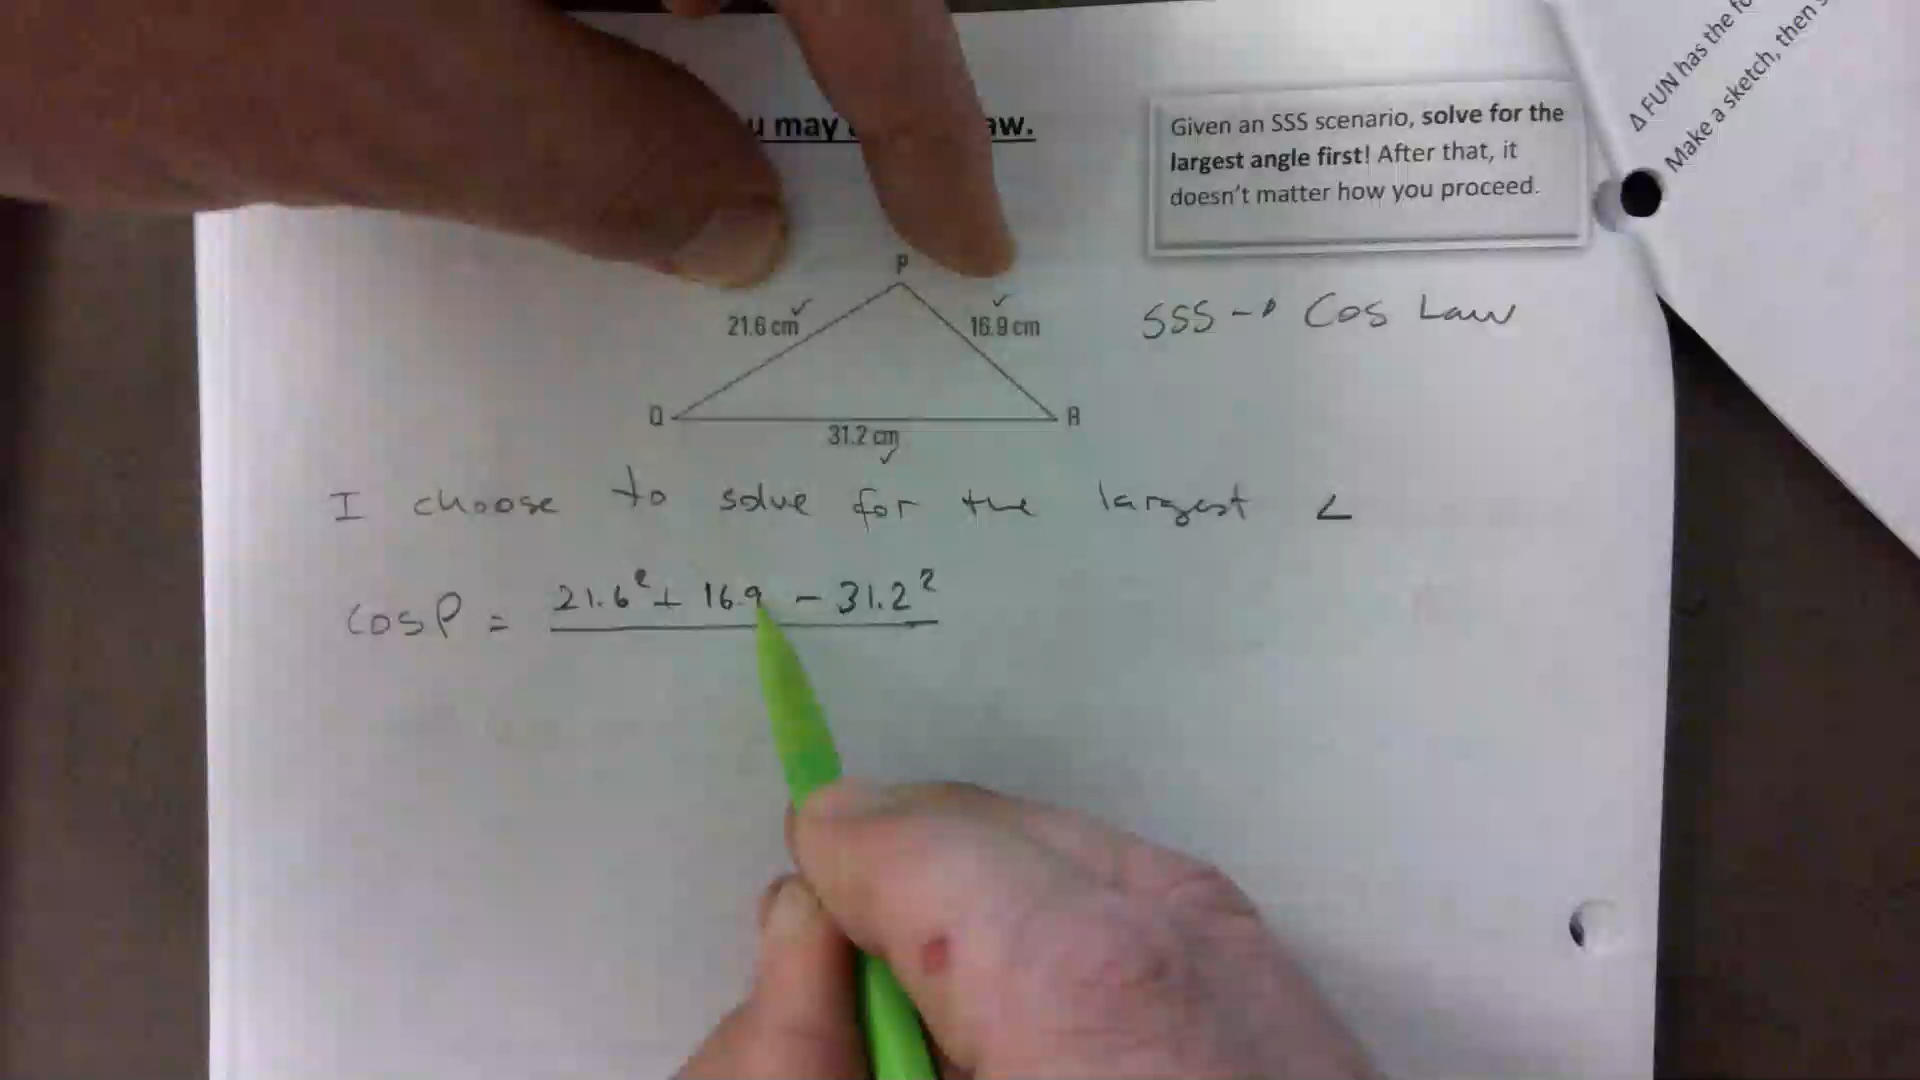 may
Given an SSS scenario, solve for the
largest angle first! After that, it
doesn't matter how you proceed.
Δ FUN has the
Make a sketch, then
P
21.6 cm ✓
16.9 cm ✓
SSS → Cos Law
Q
R
31.2 cm ✓
I choose to solve for the largest ∠
cos P = 21.6² + 16.9 − 31.2²